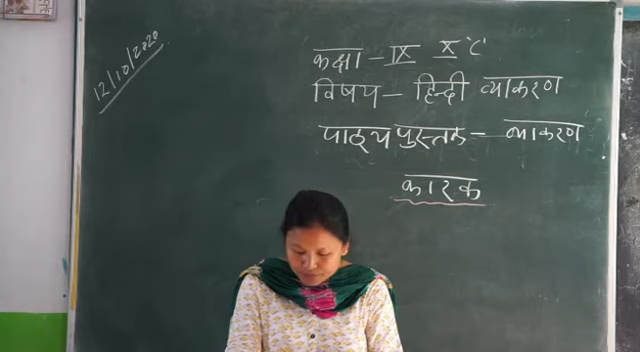 12/10/2020
कक्षा - IX X 'C'
विषय - हिन्दी व्याकरण
पाठ्यपुस्तक - व्याकरण
कारक